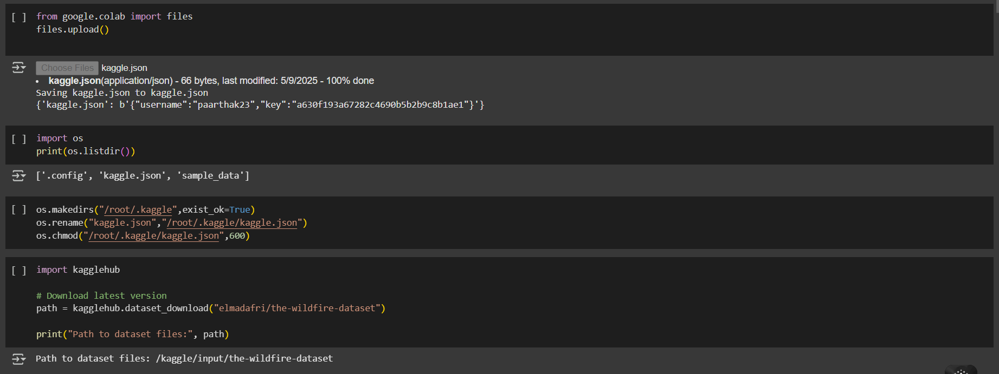 [ ] from google.colab import files
files.upload()
Choose Files kaggle.json
• kaggle.json(application/json) - 66 bytes, last modified: 5/9/2025 - 100% done
Saving kaggle.json to kaggle.json
{'kaggle.json': b'{"username":"paarthak23","key":"a630f193a67282c4690b5b2b9c8b1ae1"}'}
[ ] import os
print(os.listdir())
['.config', 'kaggle.json', 'sample_data']
[ ] os.makedirs("/root/.kaggle",exist_ok=True)
os.rename("kaggle.json","/root/.kaggle/kaggle.json")
os.chmod("/root/.kaggle/kaggle.json",600)
[ ] import kagglehub
# Download latest version
path = kagglehub.dataset_download("elmadafri/the-wildfire-dataset")
print("Path to dataset files:", path)
Path to dataset files: /kaggle/input/the-wildfire-dataset